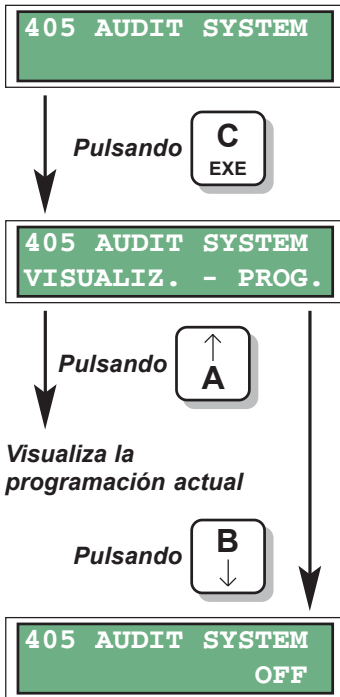 405 AUDIT SYSTEM
Pulsando C
EXE
405 AUDIT SYSTEM
VISUALIZ. - PROG.
Pulsando ↑
A
Visualiza la
programación actual
Pulsando B
↓
405 AUDIT SYSTEM
OFF